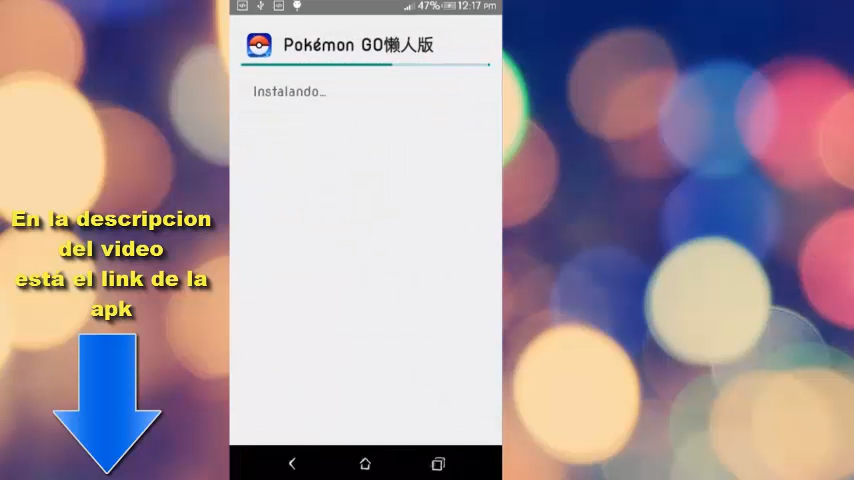 47% 12:17 PM
Pokémon GO懒人版
Instalando...
En la descripcion
del video
está el link de la
apk